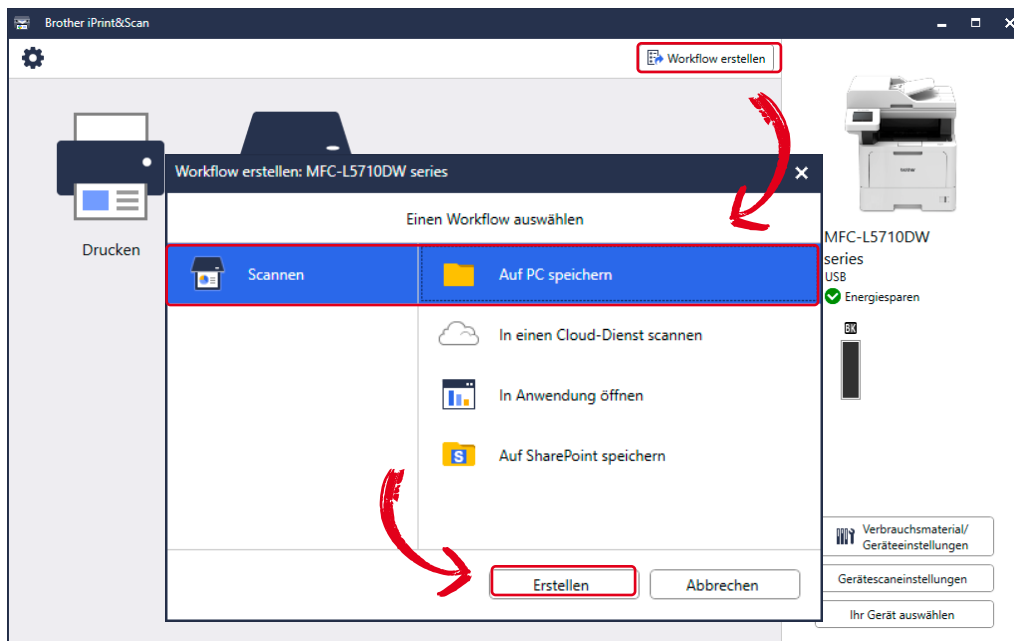 Brother iPrint&Scan
Workflow erstellen
Drucken
Workflow erstellen: MFC-L5710DW series
Einen Workflow auswählen
Scannen
Auf PC speichern
In einen Cloud-Dienst scannen
In Anwendung öffnen
Auf SharePoint speichern
Erstellen
Abbrechen
brother
MFC-L5710DW
series
USB
Energiesparen
BK
Verbrauchsmaterial/
Geräteeinstellungen
Gerätescaneinstellungen
Ihr Gerät auswählen